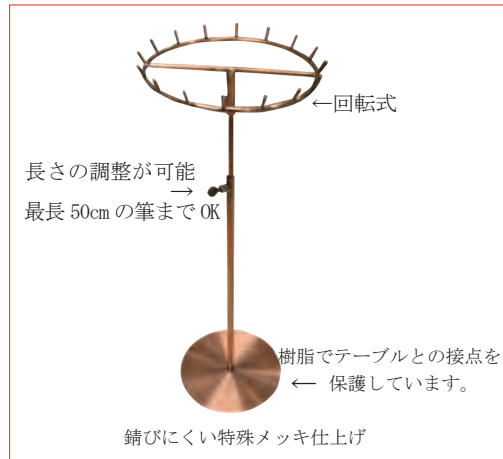 ←回転式
長さの調整が可能
→
最長 50cm の筆まで OK
樹脂でテーブルとの接点を
← 保護しています。
錆びにくい特殊メッキ仕上げ